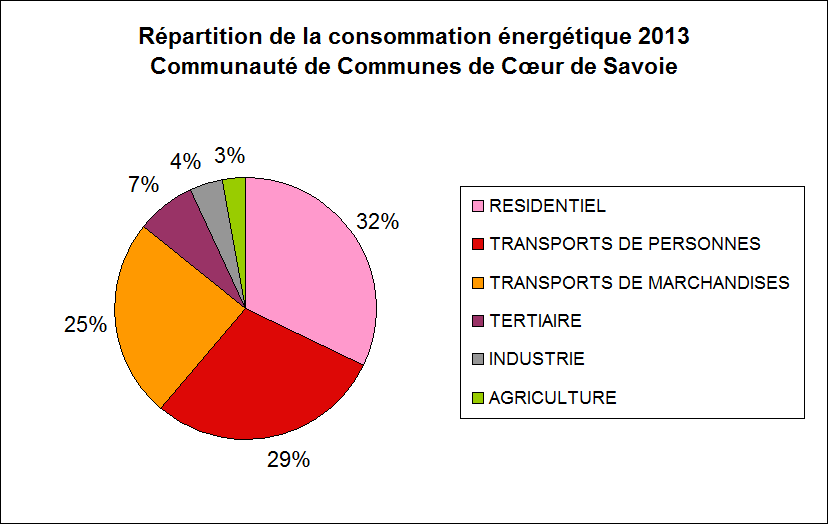 Répartition de la consommation énergétique 2013
Communauté de Communes de Cœur de Savoie
3%
4%
7%
32%
25%
29%
RESIDENTIEL
TRANSPORTS DE PERSONNES
TRANSPORTS DE MARCHANDISES
TERTIAIRE
INDUSTRIE
AGRICULTURE